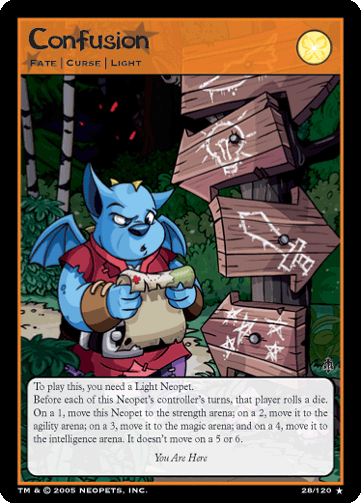 Confusion
FATE | CURSE | LIGHT
To play this, you need a Light Neopet.
Before each of this Neopet's controller's turns, that player rolls a die.
On a 1, move this Neopet to the strength arena; on a 2, move it to the
agility arena; on a 3, move it to the magic arena; and on a 4, move it to
the intelligence arena. It doesn't move on a 5 or 6.
You Are Here
TM & © 2005 NEOPETS, INC.
28/120 ★